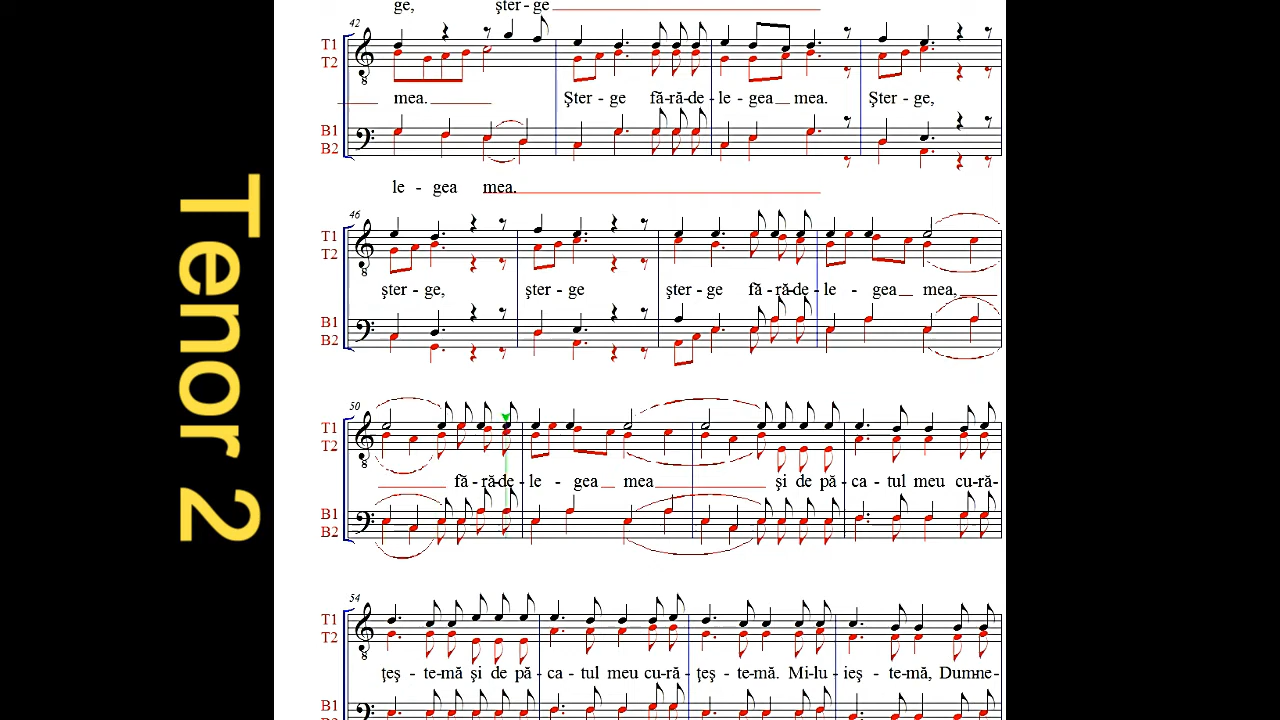 Tenor 2
ge, şter - ge
42
T1
T2
mea. Şter - ge fă-ră-de - le - gea mea. Şter - ge,
B1
B2
le - gea mea.
46
T1
T2
şter - ge, şter - ge şter - ge fă - ră-de - le - gea mea,
B1
B2
50
T1
T2
fă - ră-de - le - gea mea şi de pă - ca - tul meu cu-ră-
B1
B2
54
T1
T2
ţeş - te-mă şi de pă - ca - tul meu cu-ră - ţeş - te-mă. Mi-lu - ieş - te-mă, Dumne-
B1
B2